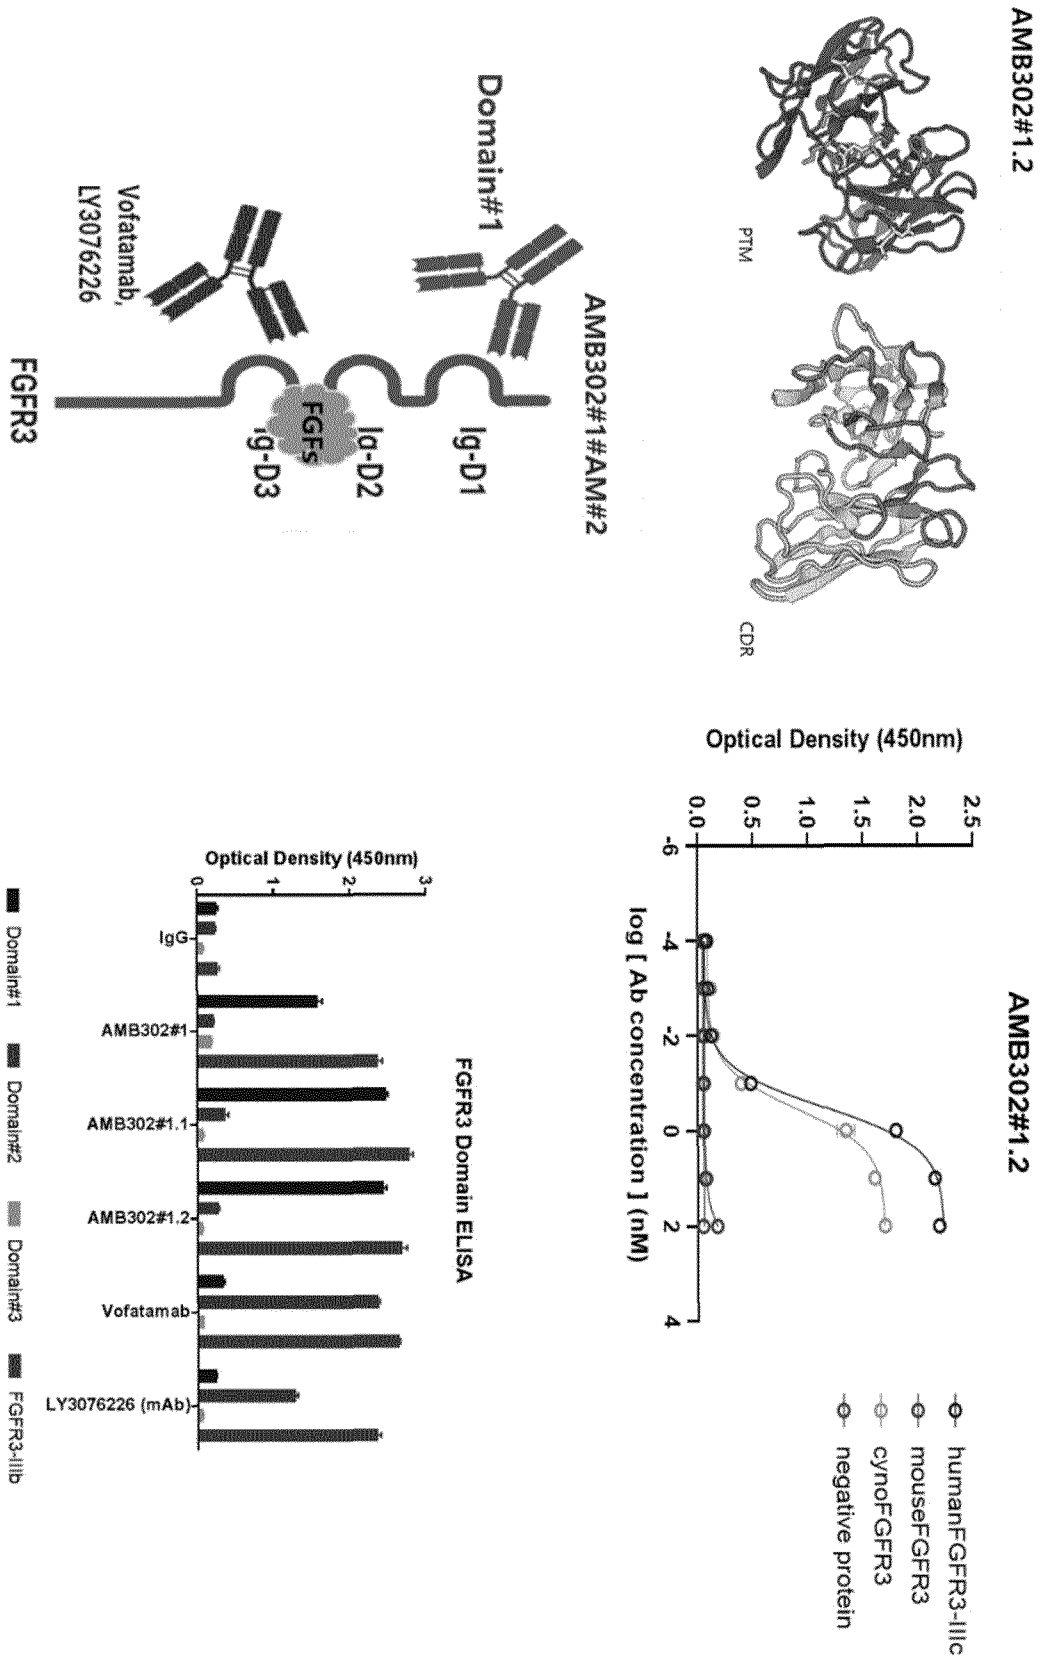 AMB302#1.2
PTM
CDR
AMB302#1#AM#2
Domain#1
Ig-D1
Ig-D2
FGFs
Ig-D3
Vofatamab,
LY3076226
FGFR3
AMB302#1.2
Optical Density (450nm)
2.5
2.0
1.5
1.0
0.5
0.0
-6
-4
-2
0
2
4
log [ Ab concentration ] (nM)
humanFGFR3-IIIc
mouseFGFR3
cynoFGFR3
negative protein
FGFR3 Domain ELISA
Optical Density (450nm)
3
2
1
0
IgG
AMB302#1
AMB302#1.1
AMB302#1.2
Vofatamab
LY3076226 (mAb)
Domain#1
Domain#2
Domain#3
FGFR3-IIIb